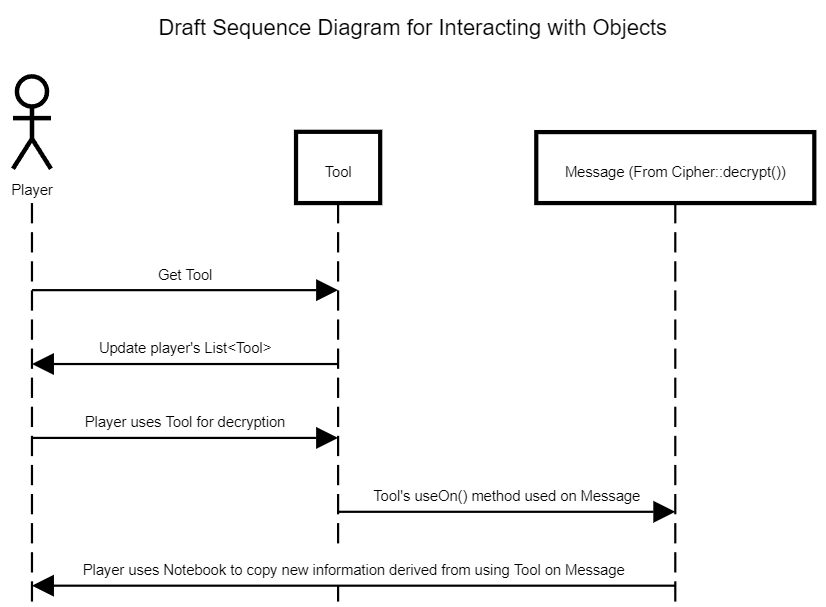 Draft Sequence Diagram for Interacting with Objects
Player
Tool
Message (From Cipher::decrypt())
Get Tool
Update player's List<Tool>
Player uses Tool for decryption
Tool's useOn() method used on Message
Player uses Notebook to copy new information derived from using Tool on Message